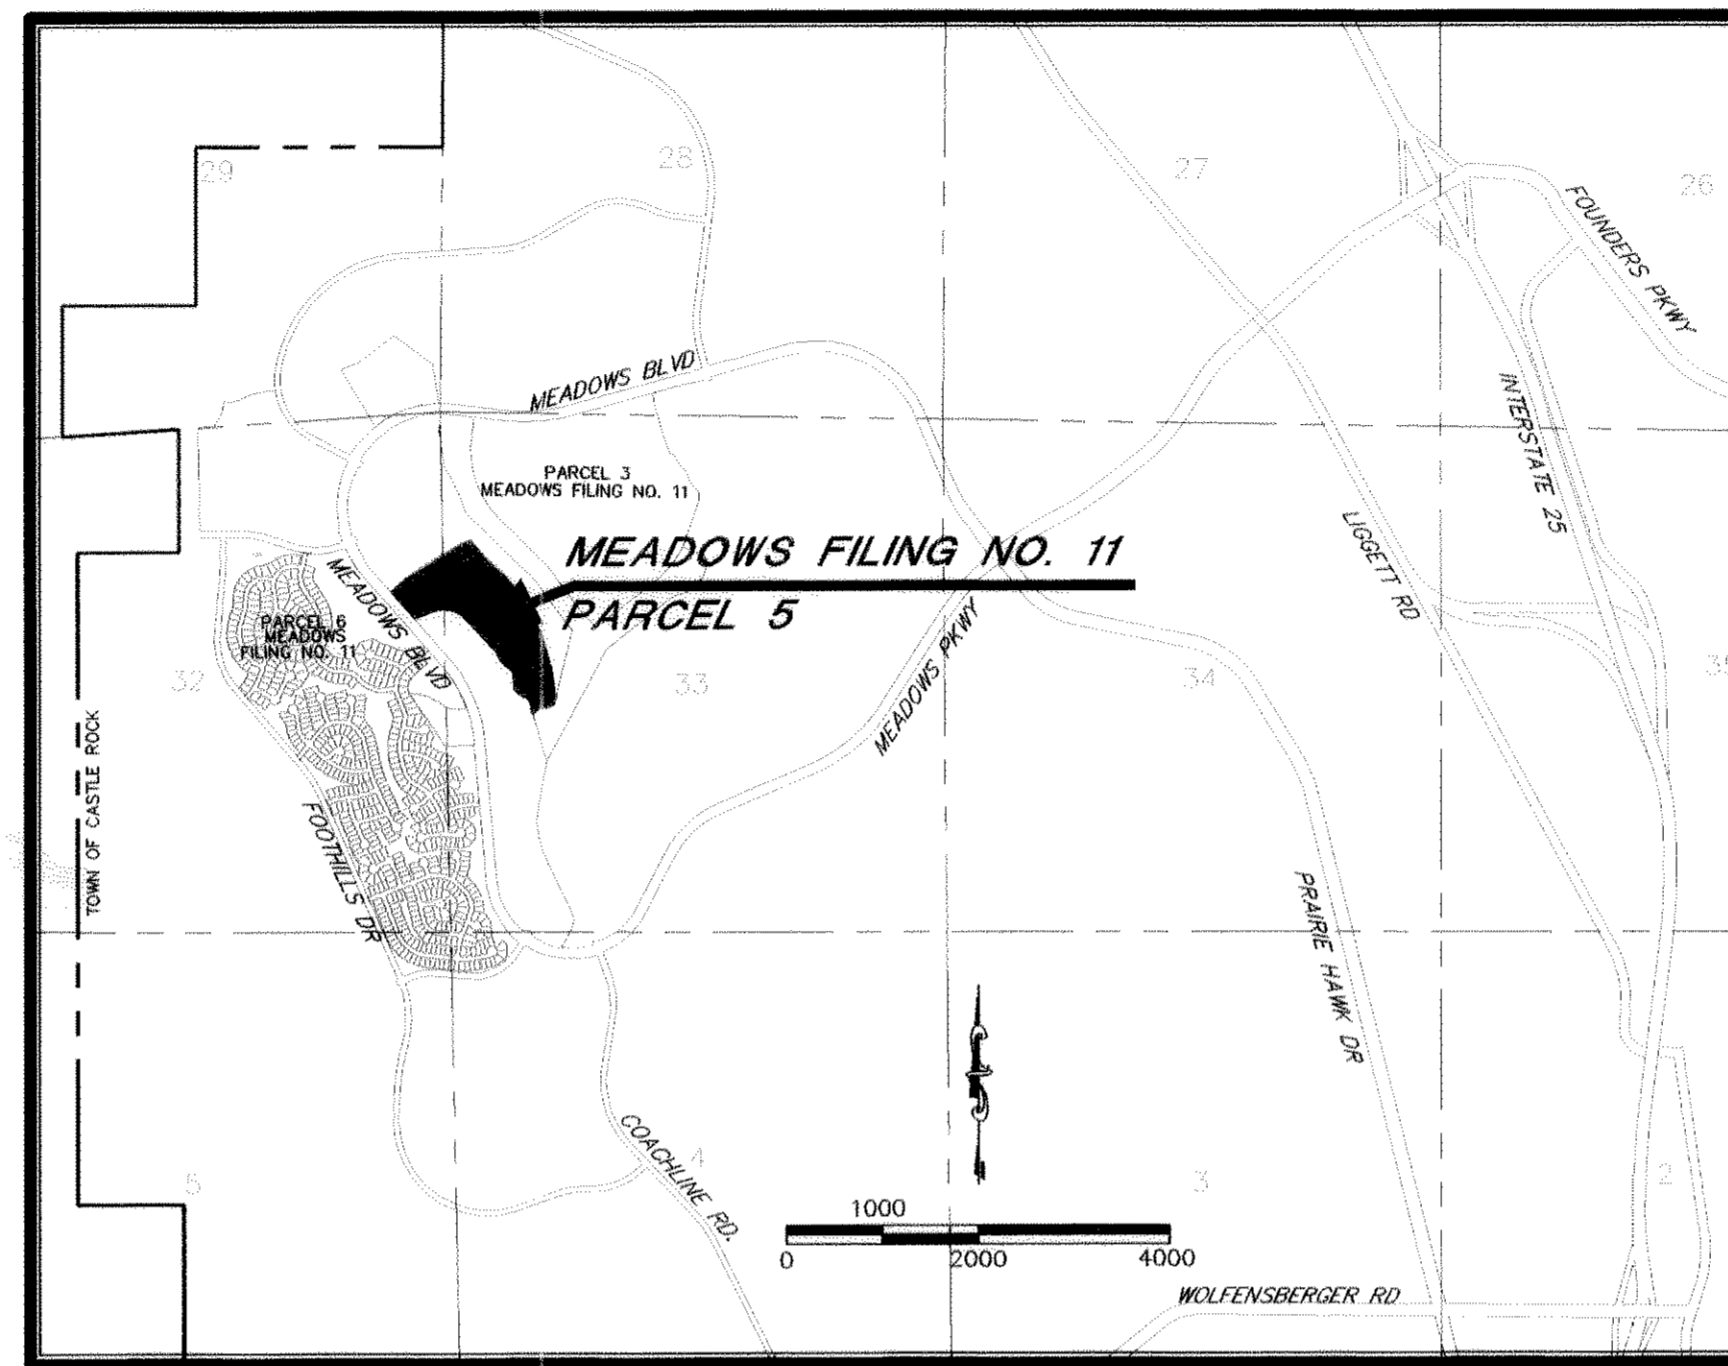 29
28
27
26
FOUNDERS PKWY
MEADOWS BLVD
INTERSTATE 25
PARCEL 3
MEADOWS FILING NO. 11
LIGGETT RD
MEADOWS FILING NO. 11
PARCEL 5
MEADOWS BLVD
PARCEL 6
MEADOWS
FILING NO. 11
32
33
34
MEADOWS PKWY
TOWN OF CASTLE ROCK
FOOTHILLS DR
PRAIRIE HAWK DR
COACHLINE RD.
5
4
3
2
1000
0
2000
4000
WOLFENSBERGER RD